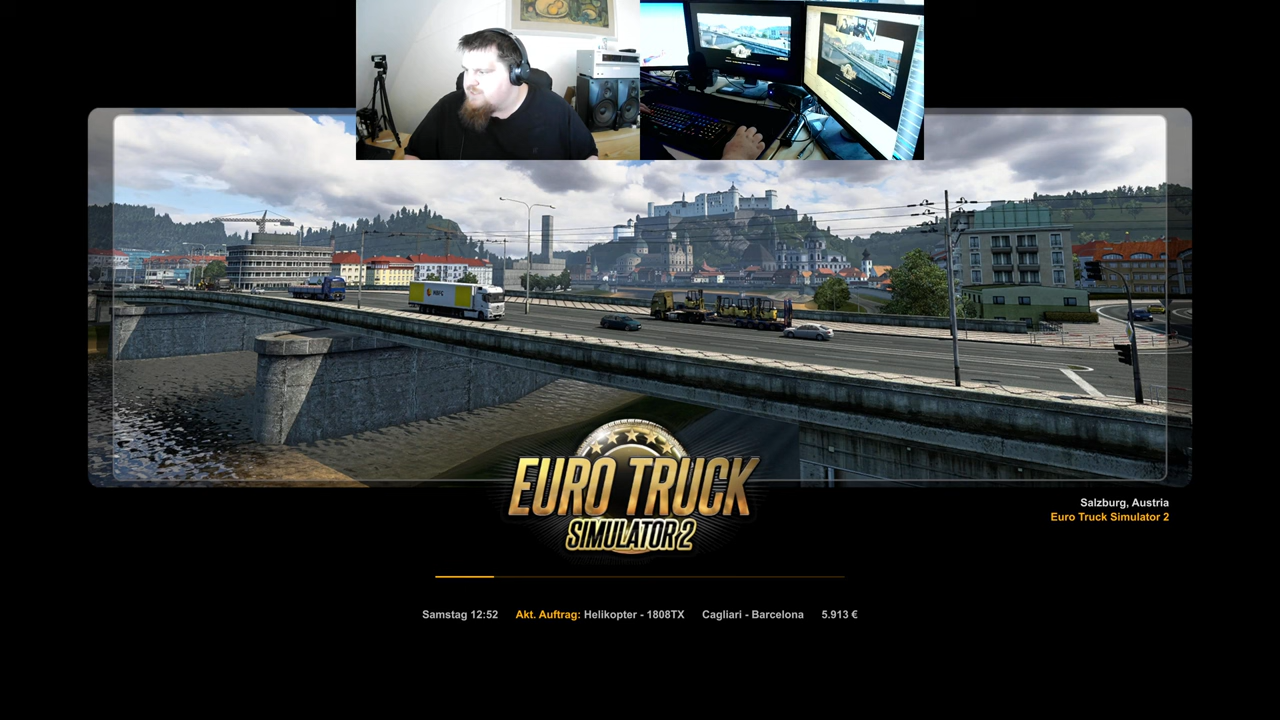 EURO TRUCK
SIMULATOR 2
Salzburg, Austria
Euro Truck Simulator 2
Samstag 12:52 Akt. Auftrag: Helikopter - 1808TX Cagliari - Barcelona 5.913 €